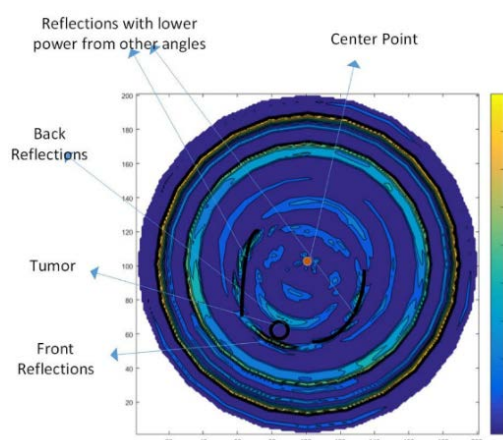 Reflections with lower
power from other angles
Center Point
Back
Reflections
Tumor
Front
Reflections
200
180
160
140
120
100
80
60
40
20